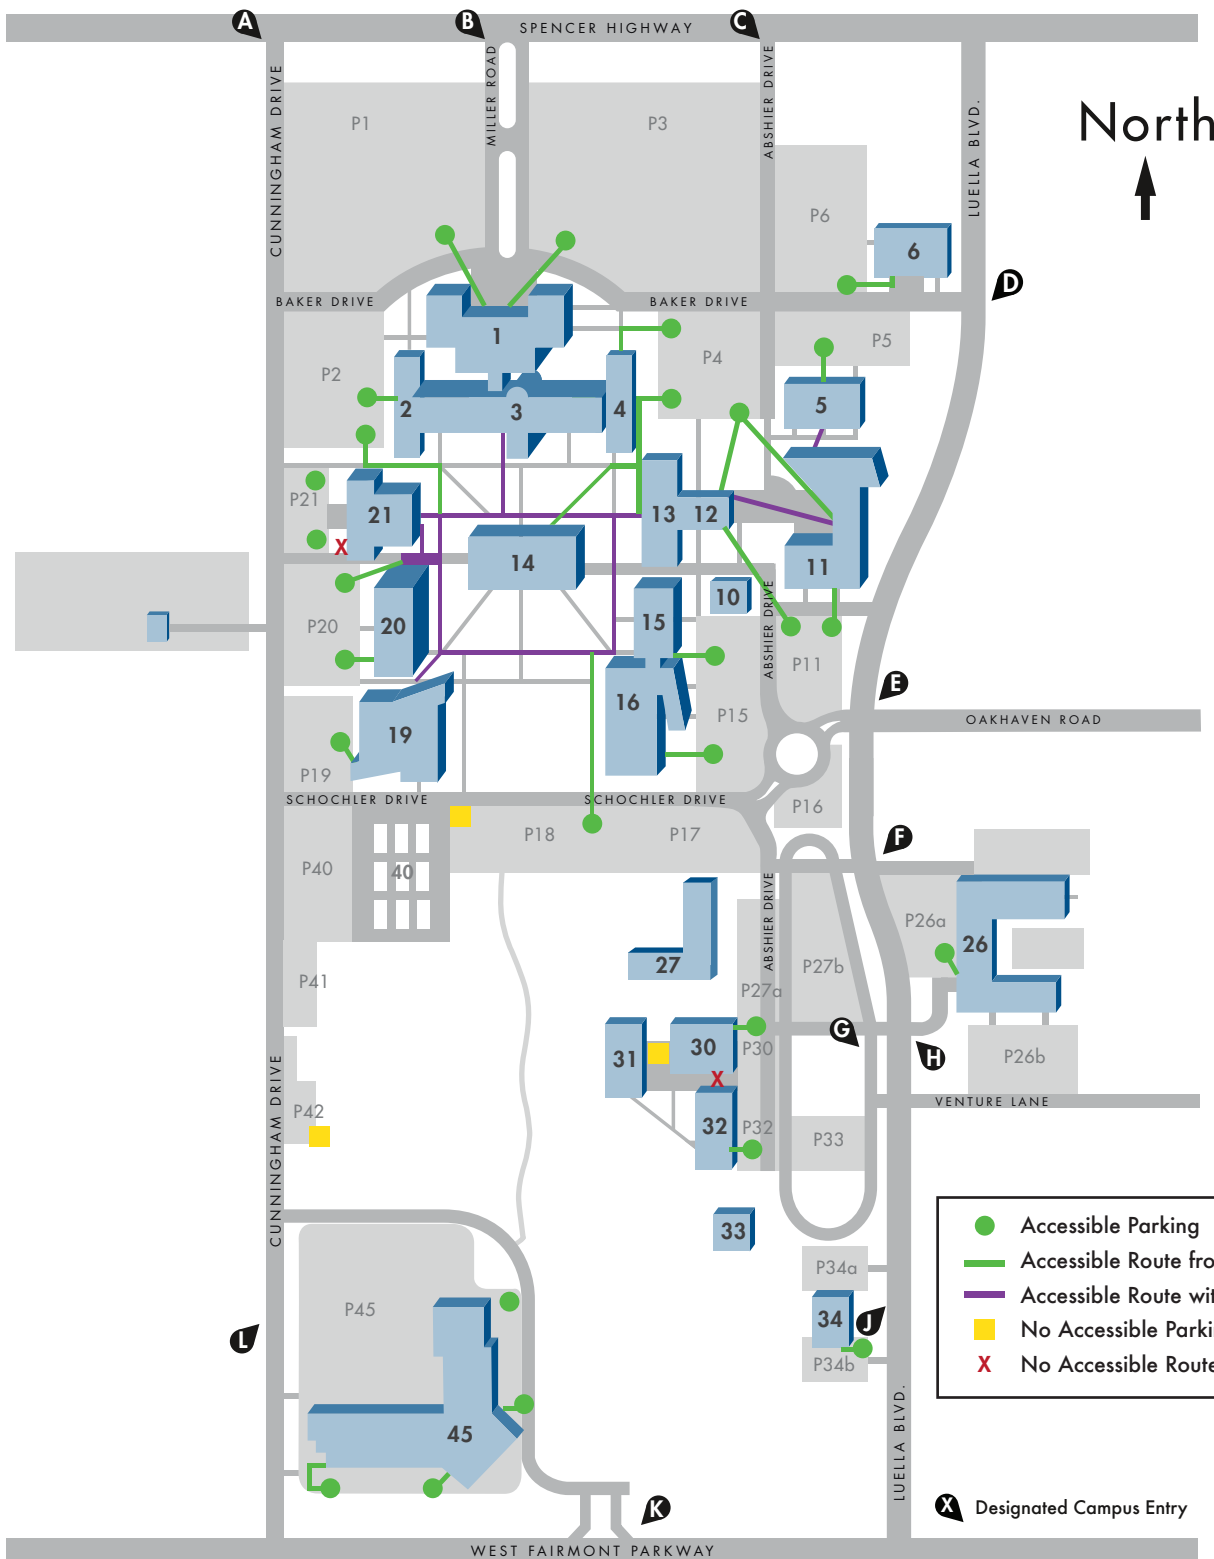 A
B
C
SPENCER HIGHWAY
CUNNINGHAM DRIVE
MILLER ROAD
ABSHIER DRIVE
LUELLA BLVD.
North
P1
P3
P6
6
D
BAKER DRIVE
BAKER DRIVE
1
P2
P4
P5
2
3
4
5
P21
21
X
13
12
14
11
10
ABSHIER DRIVE
P20
20
15
P11
E
16
P15
OAKHAVEN ROAD
19
P19
SCHOCHLER DRIVE
SCHOCHLER DRIVE
P16
P18
P17
F
P40
40
ABSHIER DRIVE
P26a
26
27
P27b
P41
P27a
G
H
31
30
P30
P26b
X
CUNNINGHAM DRIVE
P42
VENTURE LANE
32
P32
P33
33
P34a
P45
34
J
L
P34b
Accessible Parking
Accessible Route fro
Accessible Route wit
No Accessible Parki
X No Accessible Route
LUELLA BLVD.
45
K
X Designated Campus Entry
WEST FAIRMONT PARKWAY